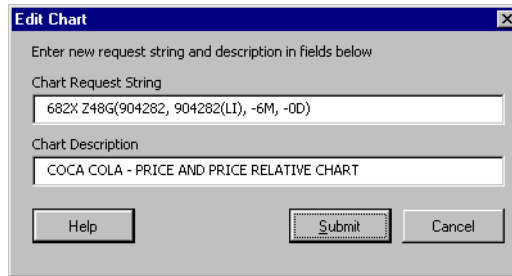 Edit Chart
Enter new request string and description in fields below
Chart Request String
682X Z48G(904282, 904282(LI), -6M, -0D)
Chart Description
COCA COLA - PRICE AND PRICE RELATIVE CHART
Help Submit Cancel